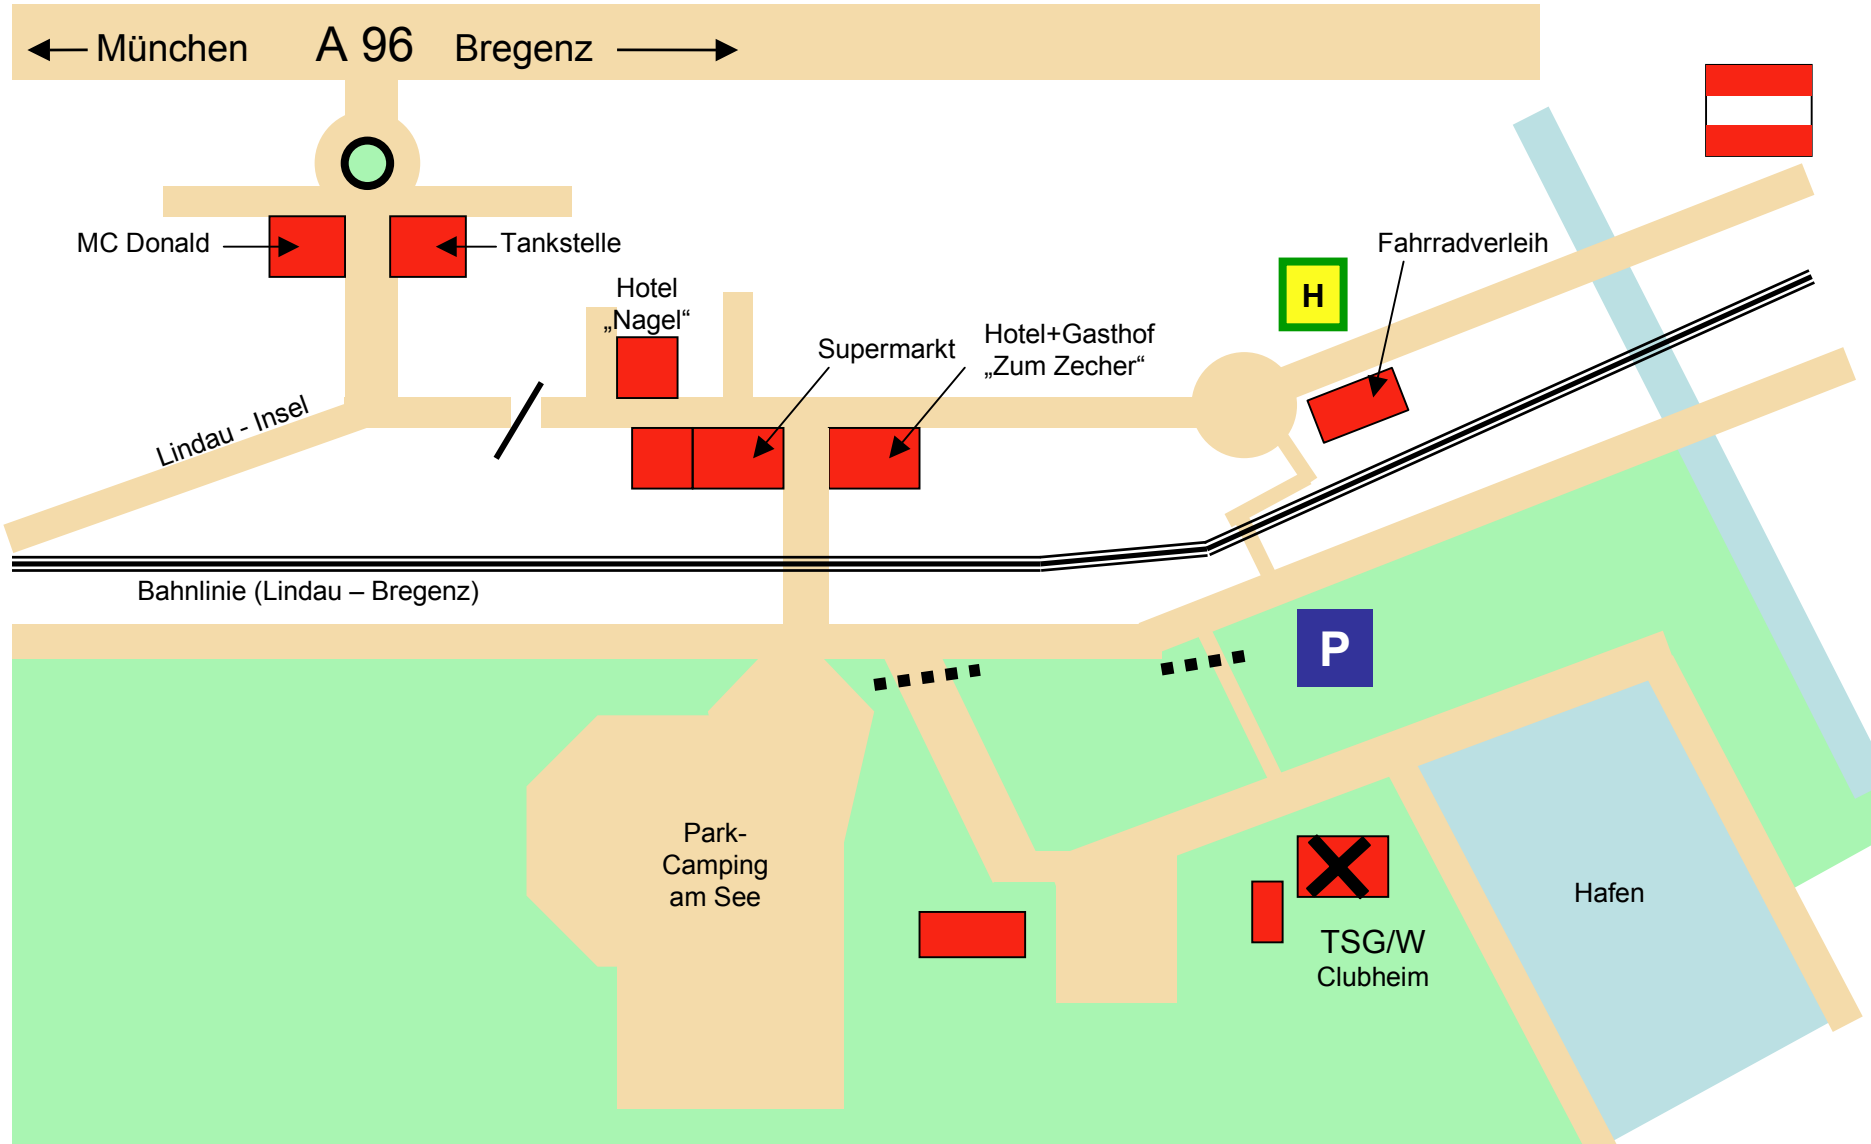 München A 96 Bregenz
MC Donald
Tankstelle
Fahrradverleih
Hotel
„Nagel“
H
Supermarkt
Hotel+Gasthof
„Zum Zecher“
Lindau - Insel
Bahnlinie (Lindau – Bregenz)
P
Park-
Camping
am See
Hafen
TSG/W
Clubheim